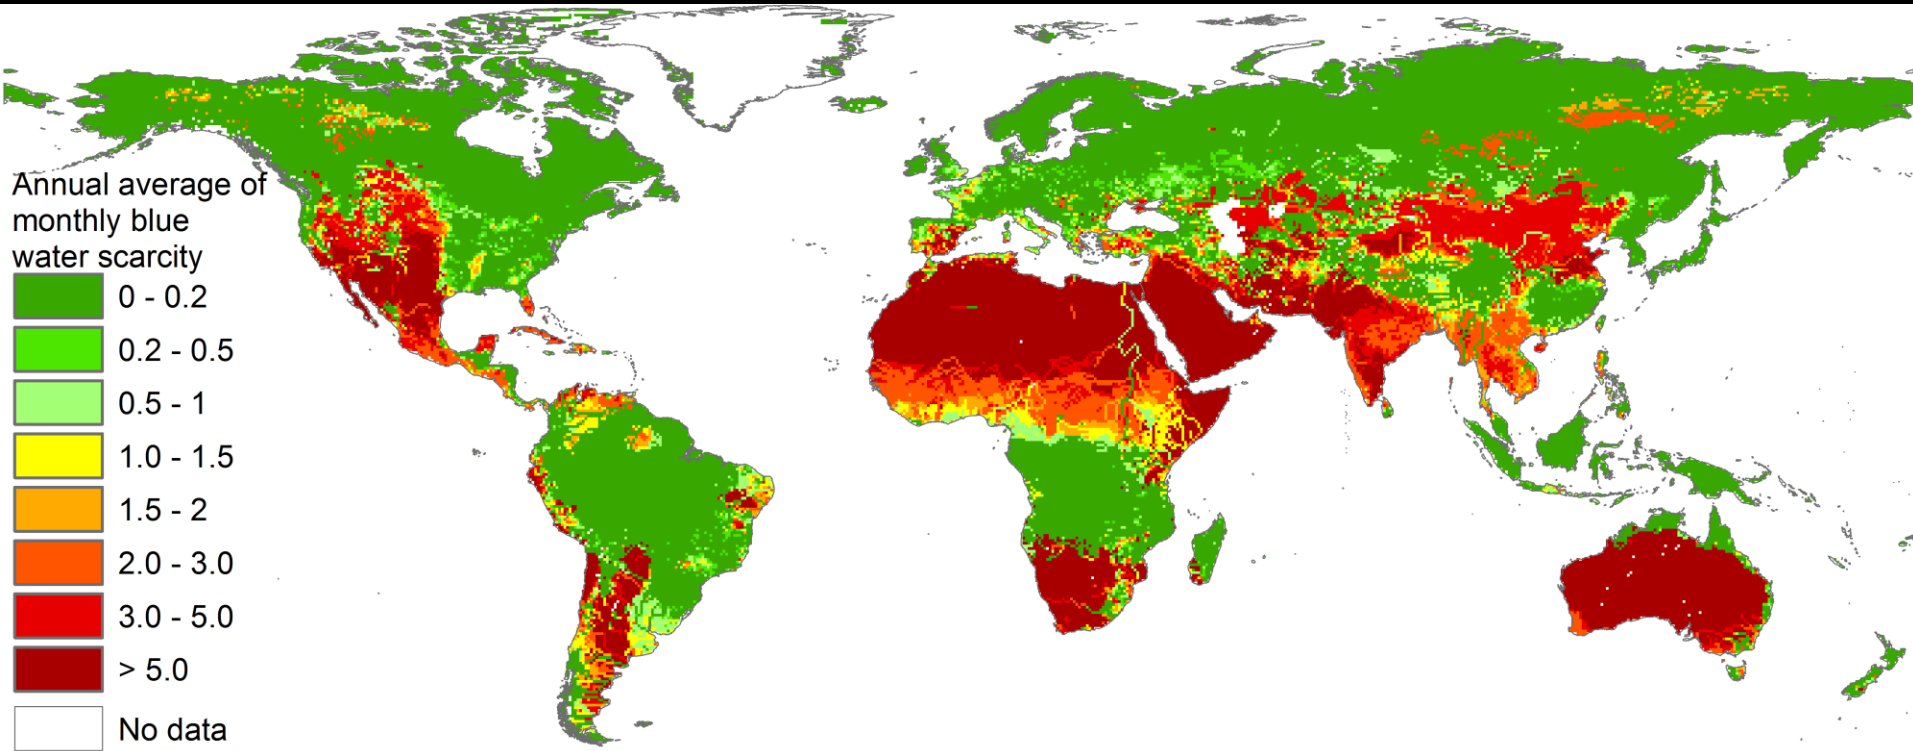 Annual average of
monthly blue
water scarcity
0 - 0.2
0.2 - 0.5
0.5 - 1
1.0 - 1.5
1.5 - 2
2.0 - 3.0
3.0 - 5.0
> 5.0
No data